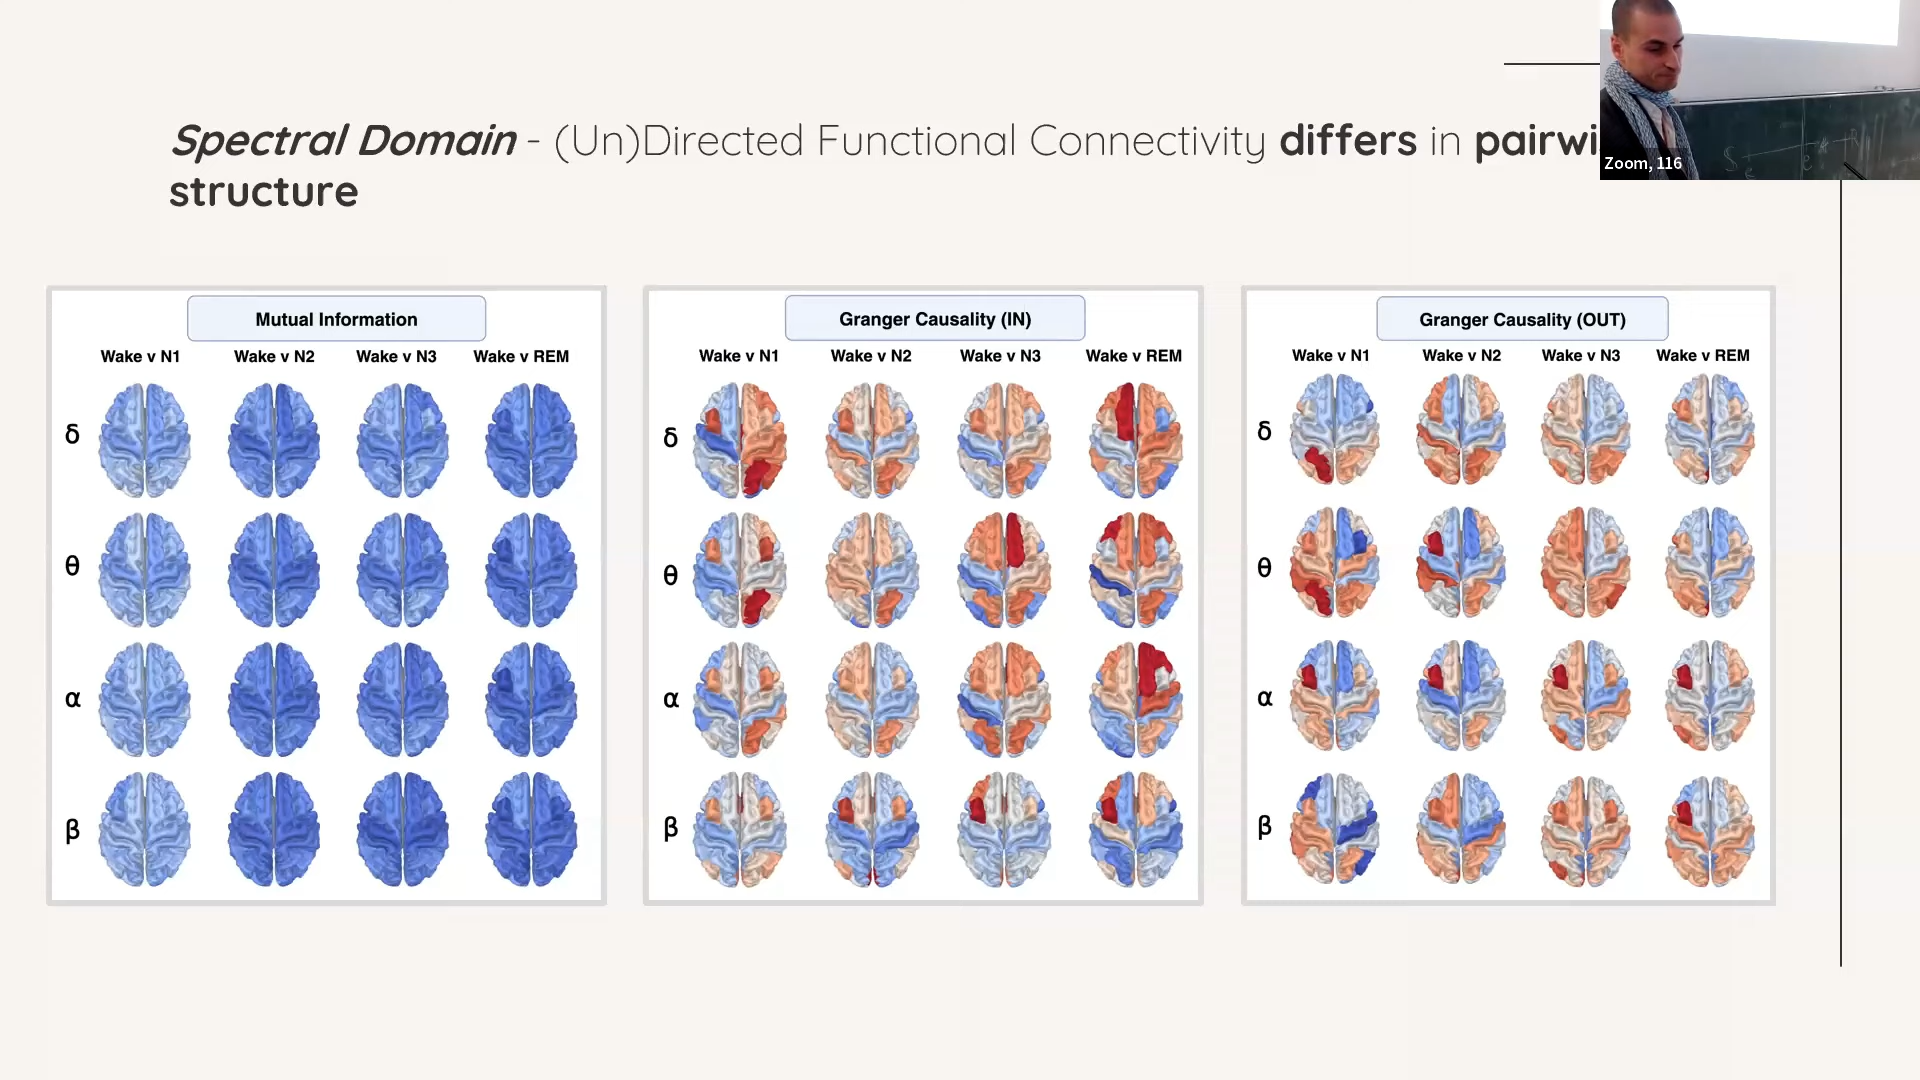 Spectral Domain - (Un)Directed Functional Connectivity differs in
structure
Zoom, 116
Mutual Information
Wake v N1 Wake v N2 Wake v N3 Wake v REM
δ
θ
α
β
Granger Causality (IN)
Wake v N1 Wake v N2 Wake v N3 Wake v REM
δ
θ
α
β
Granger Causality (OUT)
Wake v N1 Wake v N2 Wake v N3 Wake v REM
δ
θ
α
β